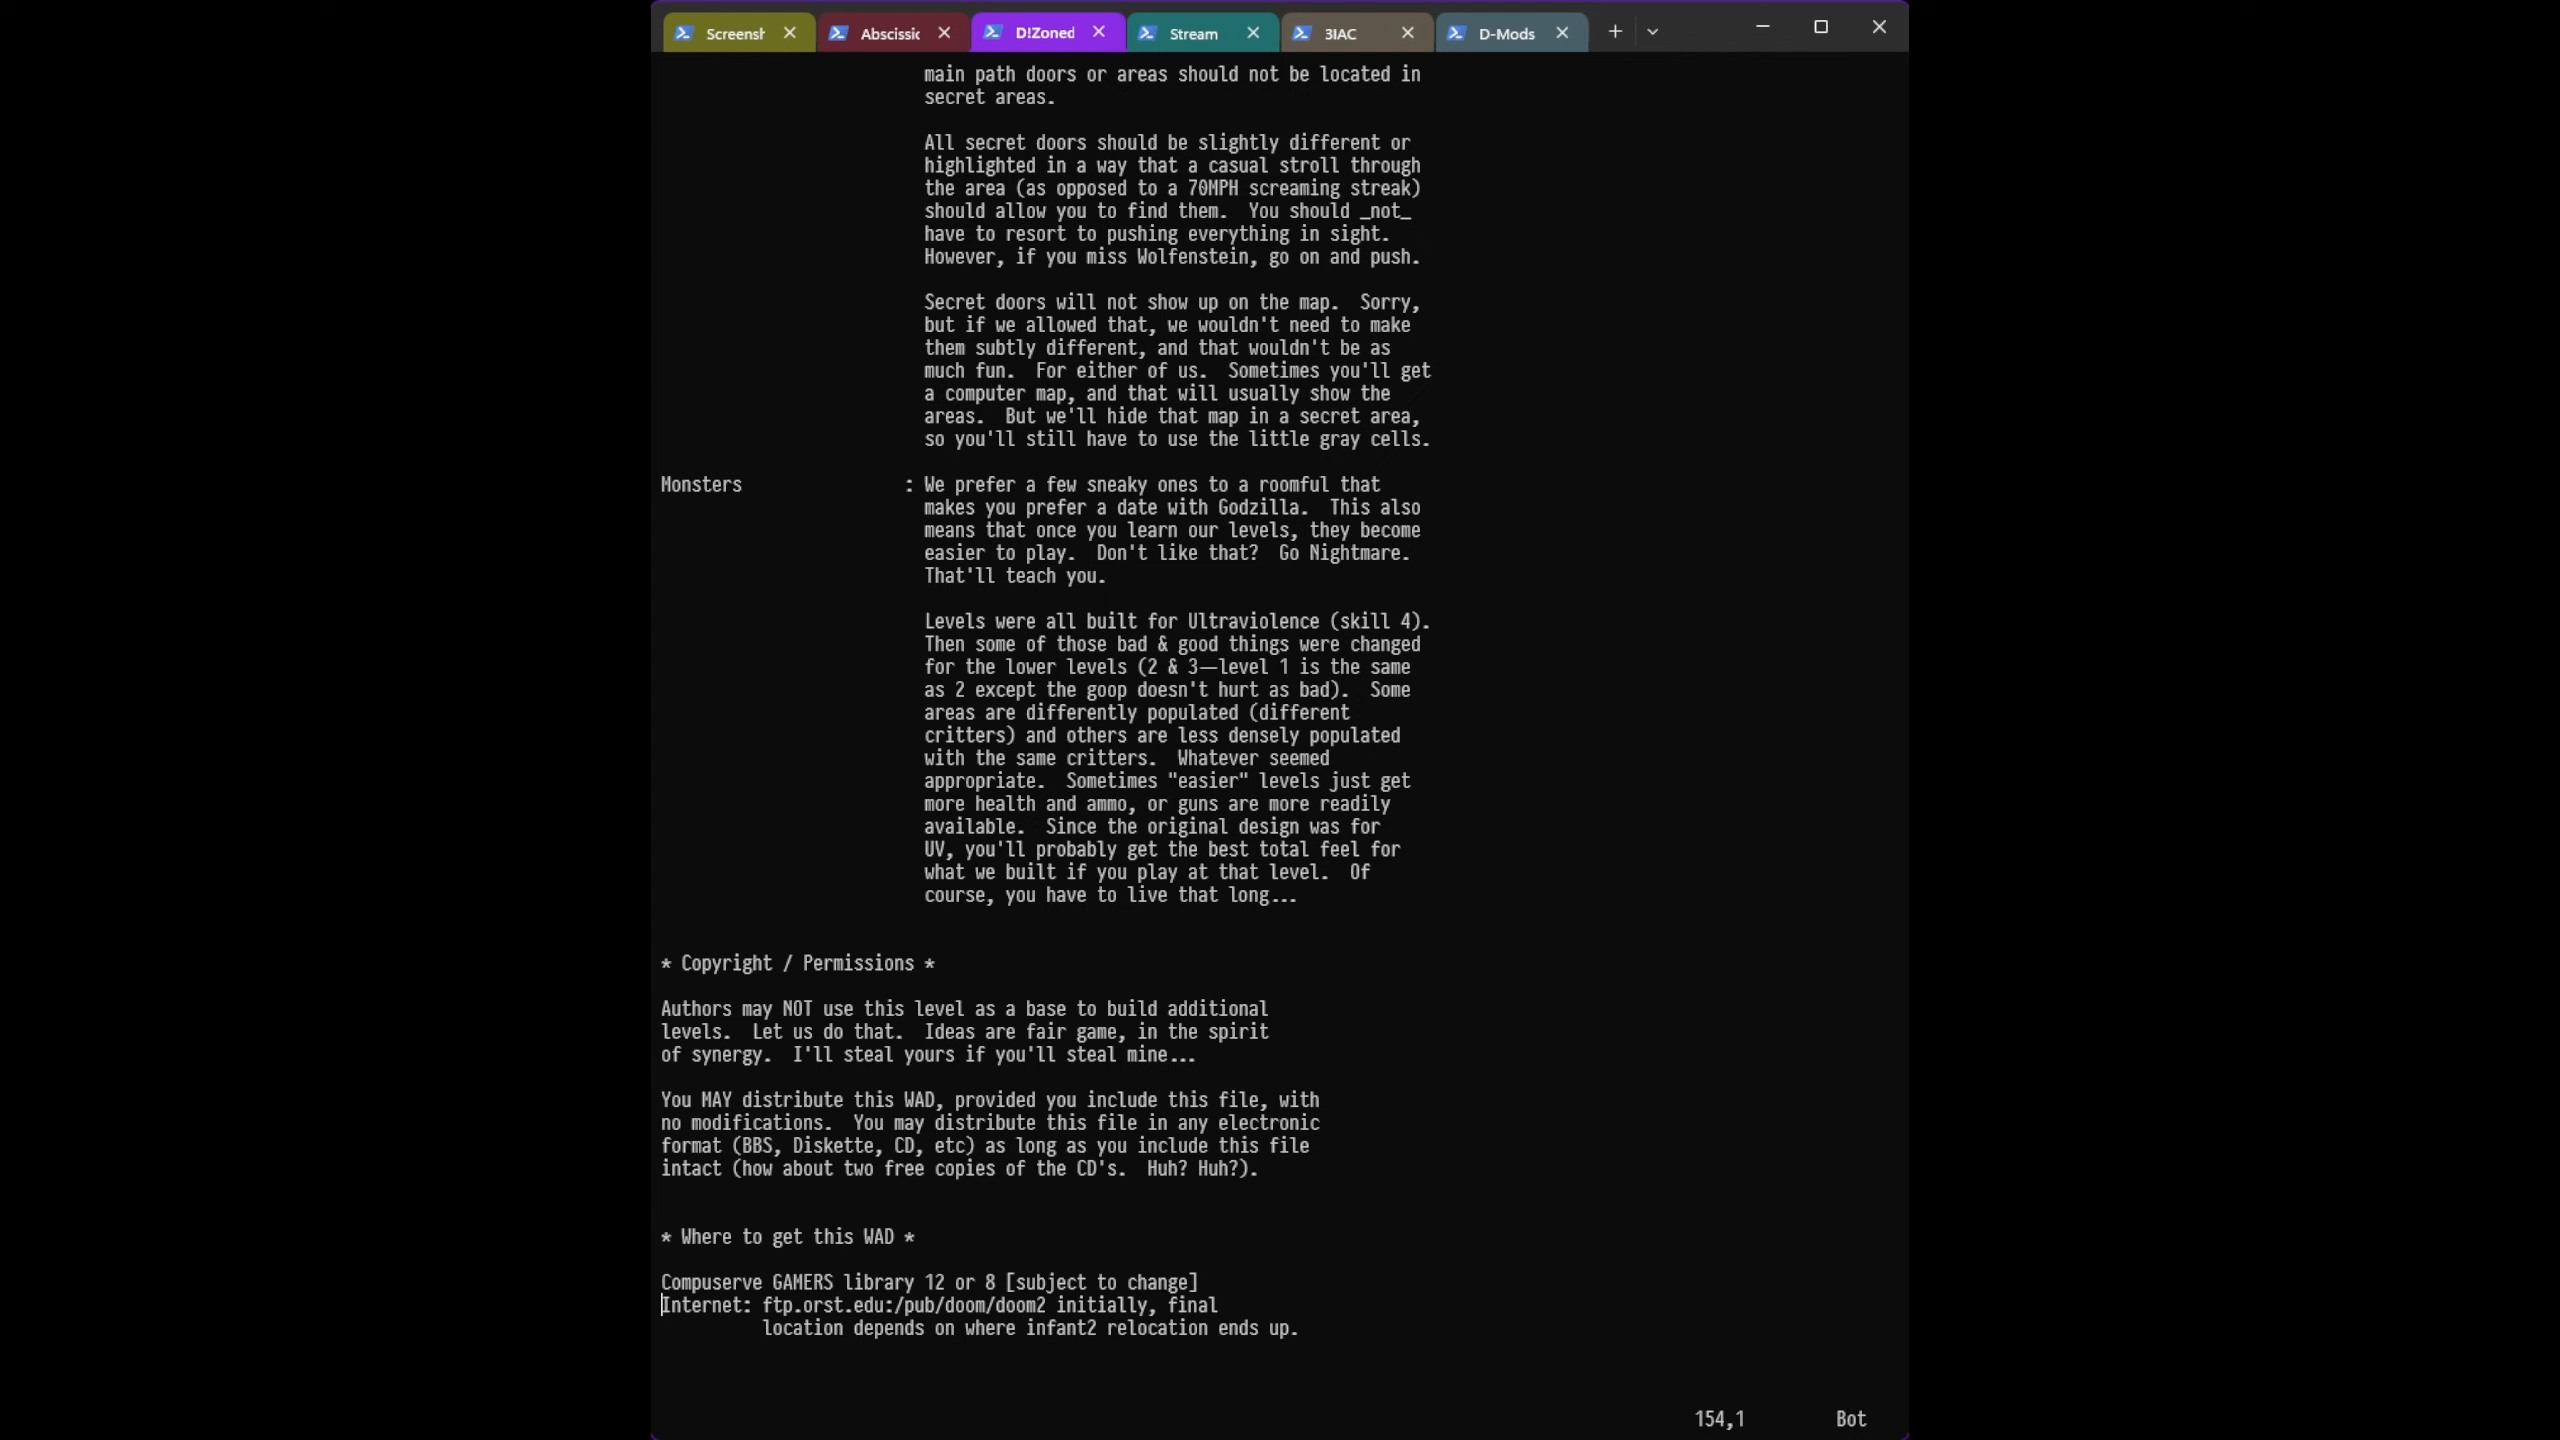 Screensh
Abscissic
D!Zoned
Stream
3IAC
D-Mods
main path doors or areas should not be located in
secret areas.
All secret doors should be slightly different or
highlighted in a way that a casual stroll through
the area (as opposed to a 70MPH screaming streak)
should allow you to find them.  You should _not_
have to resort to pushing everything in sight.
However, if you miss Wolfenstein, go on and push.
Secret doors will not show up on the map.  Sorry,
but if we allowed that, we wouldn't need to make
them subtly different, and that wouldn't be as
much fun.  For either of us.  Sometimes you'll get
a computer map, and that will usually show the
areas.  But we'll hide that map in a secret area,
so you'll still have to use the little gray cells.
Monsters : We prefer a few sneaky ones to a roomful that
makes you prefer a date with Godzilla.  This also
means that once you learn our levels, they become
easier to play.  Don't like that?  Go Nightmare.
That'll teach you.
Levels were all built for Ultraviolence (skill 4).
Then some of those bad & good things were changed
for the lower levels (2 & 3—level 1 is the same
as 2 except the goop doesn't hurt as bad).  Some
areas are differently populated (different
critters) and others are less densely populated
with the same critters.  Whatever seemed
appropriate.  Sometimes "easier" levels just get
more health and ammo, or guns are more readily
available.  Since the original design was for
UV, you'll probably get the best total feel for
what we built if you play at that level.  Of
course, you have to live that long...
* Copyright / Permissions *
Authors may NOT use this level as a base to build additional
levels.  Let us do that.  Ideas are fair game, in the spirit
of synergy.  I'll steal yours if you'll steal mine...
You MAY distribute this WAD, provided you include this file, with
no modifications.  You may distribute this file in any electronic
format (BBS, Diskette, CD, etc) as long as you include this file
intact (how about two free copies of the CD's.  Huh? Huh?).
* Where to get this WAD *
Compuserve GAMERS library 12 or 8 [subject to change]
Internet: ftp.orst.edu:/pub/doom/doom2 initially, final
location depends on where infant2 relocation ends up.
154,1 Bot